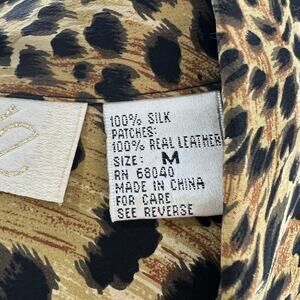 100% SILK
PATCHES:
100% REAL LEATHER
SIZE: M
RN 68040
MADE IN CHINA
FOR CARE
SEE REVERSE